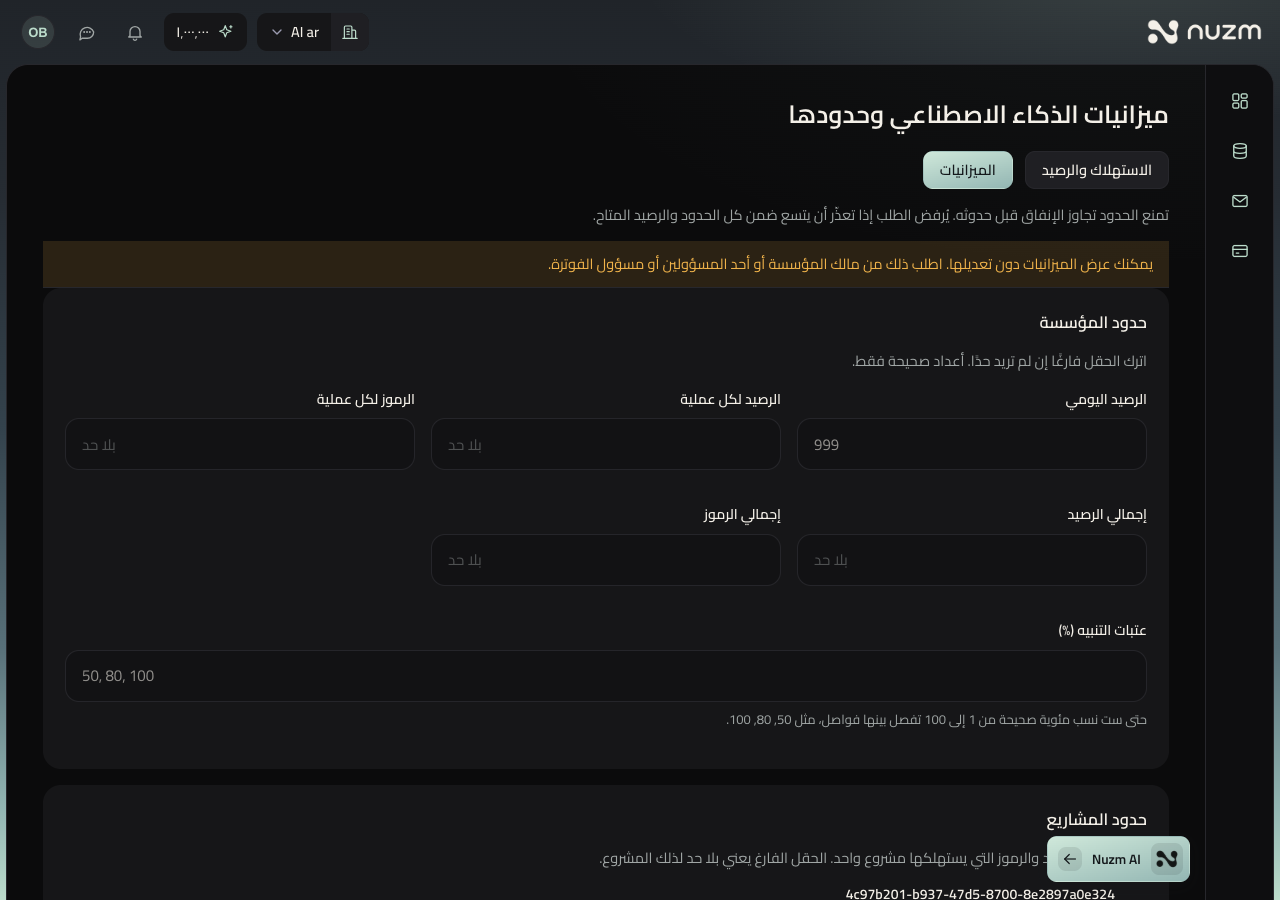 nuzm
AI ar
OB
ميزانيات الذكاء الاصطناعي وحدودها
الاستهلاك والرصيد
الميزانيات
تمنع الحدود تجاوز الإنفاق قبل حدوثه. يُرفض الطلب إذا تعذّر أن يتسع ضمن كل الحدود والرصيد المتاح.
يمكنك عرض الميزانيات دون تعديلها. اطلب ذلك من مالك المؤسسة أو أحد المسؤولين أو مسؤول الفوترة.
حدود المؤسسة
اترك الحقل فارغًا إن لم تريد حدًا. أعداد صحيحة فقط.
الرصيد اليومي
الرصيد لكل عملية
الرموز لكل عملية
999
بلا حد
بلا حد
إجمالي الرصيد
إجمالي الرموز
بلا حد
بلا حد
عتبات التنبيه (%)
50, 80, 100
حتى ست نسب مئوية صحيحة من 1 إلى 100 تفصل بينها فواصل، مثل 50, 80, 100.
حدود المشاريع
والرموز التي يستهلكها مشروع واحد. الحقل الفارغ يعني بلا حد لذلك المشروع.
Nuzm AI
4c97b201-b937-47d5-8700-8e2897a0e324